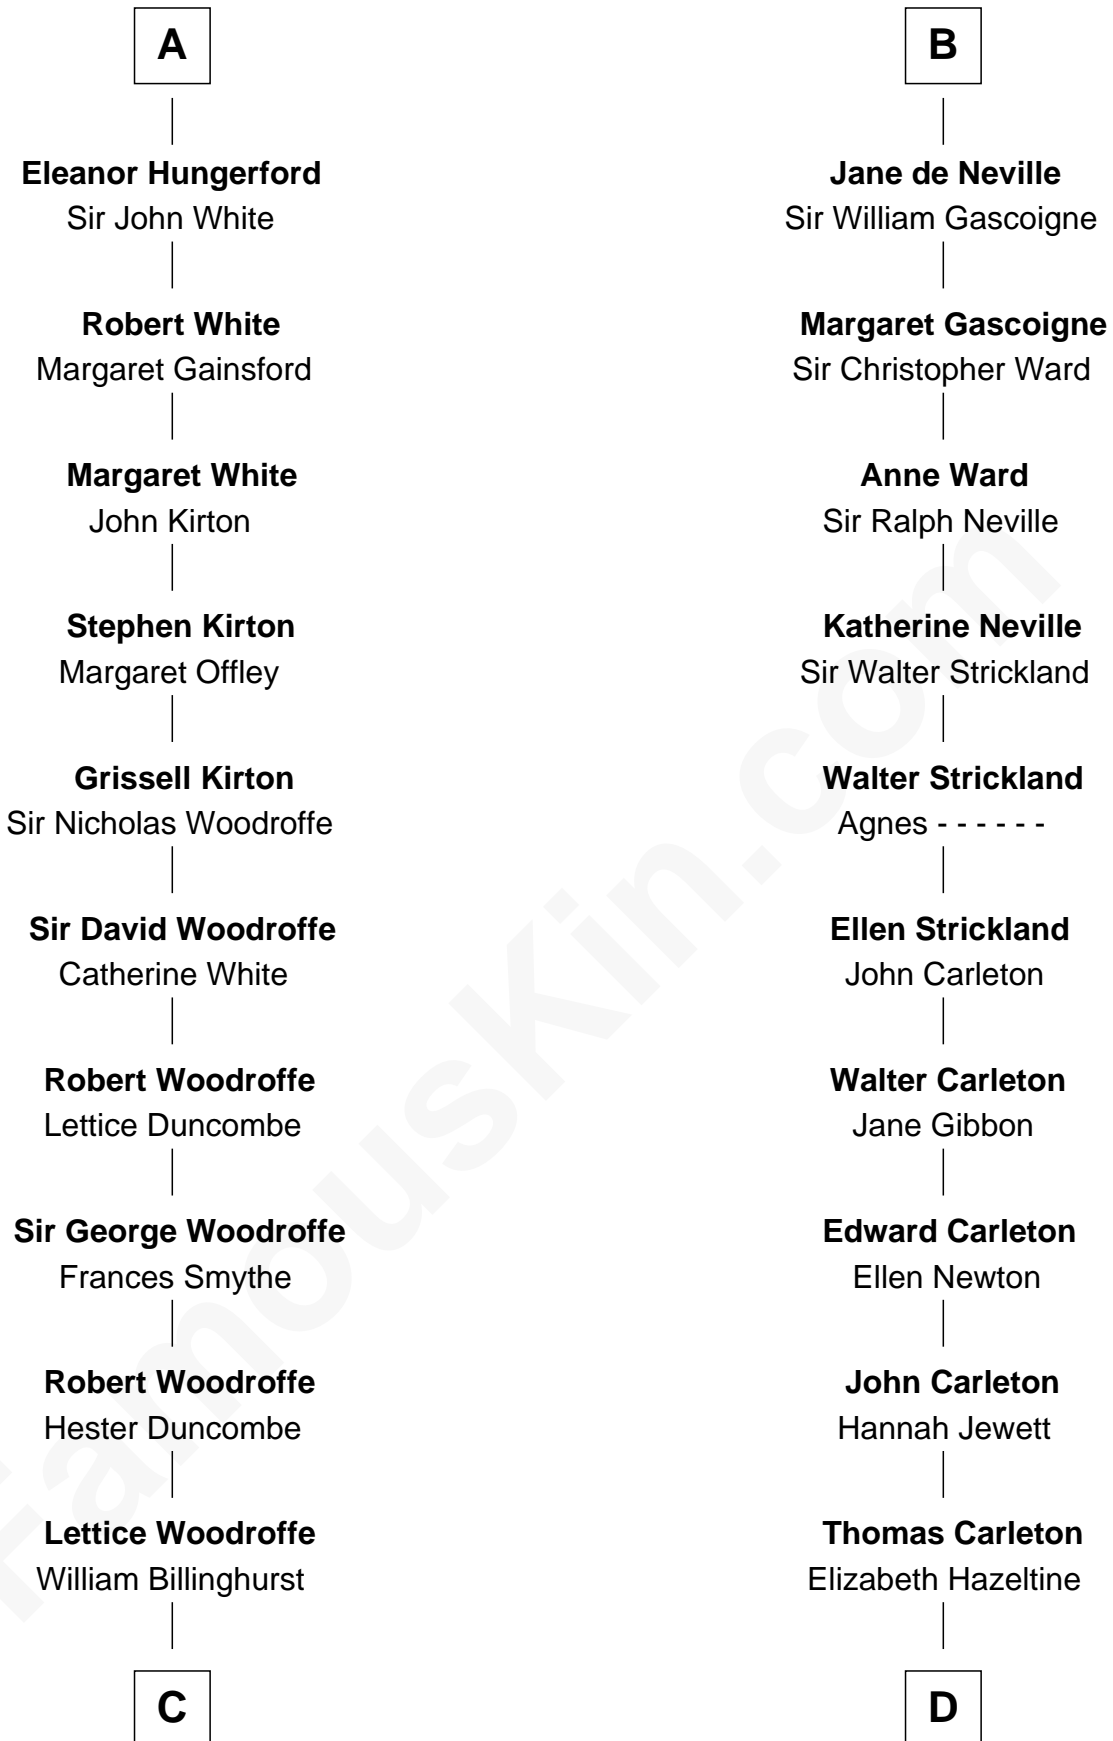 A
Eleanor Hungerford
Sir John White
Robert White
Margaret Gainsford
Margaret White
John Kirton
Stephen Kirton
Margaret Offley
Grissell Kirton
Sir Nicholas Woodroffe
Sir David Woodroffe
Catherine White
Robert Woodroffe
Lettice Duncombe
Sir George Woodroffe
Frances Smythe
Robert Woodroffe
Hester Duncombe
Lettice Woodroffe
William Billinghurst
C
B
Jane de Neville
Sir William Gascoigne
Margaret Gascoigne
Sir Christopher Ward
Anne Ward
Sir Ralph Neville
Katherine Neville
Sir Walter Strickland
Walter Strickland
Agnes - - - - - -
Ellen Strickland
John Carleton
Walter Carleton
Jane Gibbon
Edward Carleton
Ellen Newton
John Carleton
Hannah Jewett
Thomas Carleton
Elizabeth Hazeltine
D
FamousKin.com